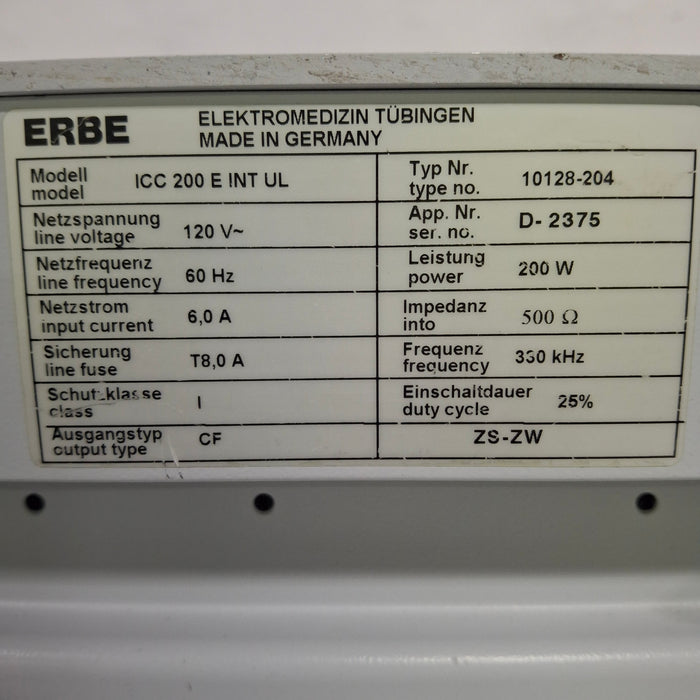 ERBE
ELEKTROMEDIZIN TÜBINGEN
MADE IN GERMANY
Modell
model
ICC 200 E INT UL
Typ Nr.
type no.
10128-204
Netzspannung
line voltage
120 V~
App. Nr.
ser. no.
D- 2375
Netzfrequenz
line frequency
60 Hz
Leistung
power
200 W
Netzstrom
input current
6,0 A
Impedanz
into
500 Ω
Sicherung
line fuse
T8,0 A
Frequenz
frequency
330 kHz
Schutzklasse
class
I
Einschaltdauer
duty cycle
25%
Ausgangstyp
output type
CF
ZS-ZW